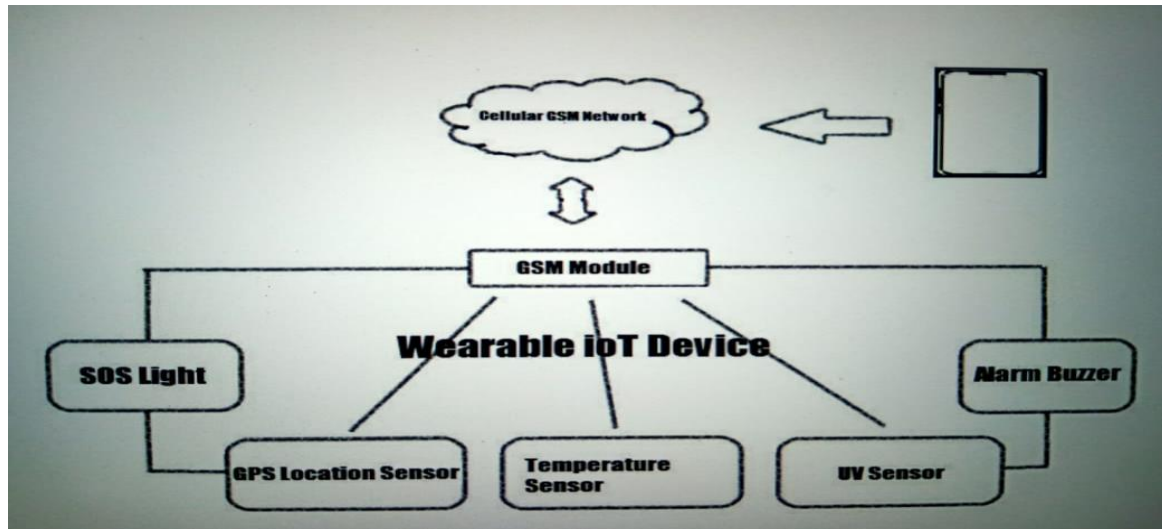 Cellular GSM Network
GSM Module
Wearable ioT Device
SOS Light
Alarm Buzzer
GPS Location Sensor
Temperature
Sensor
UV Sensor